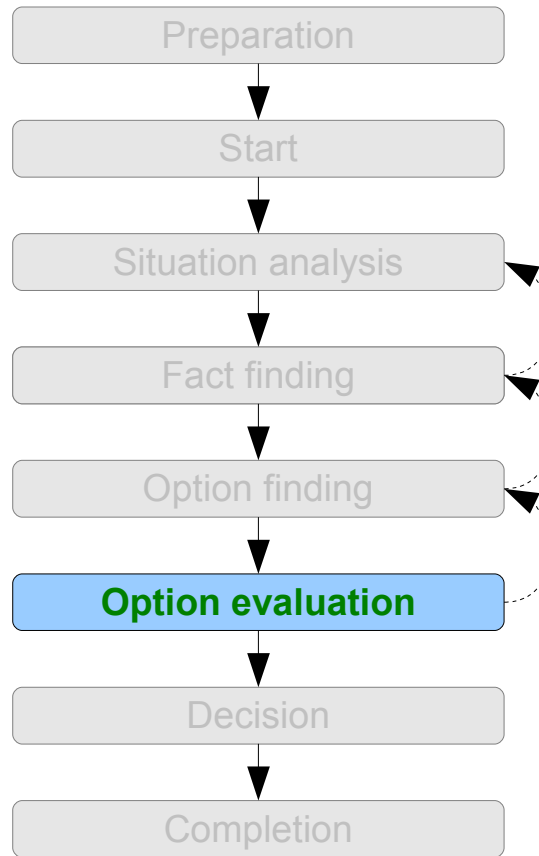 Preparation
Start
Situation analysis
Fact finding
Option finding
Option evaluation
Decision
Completion